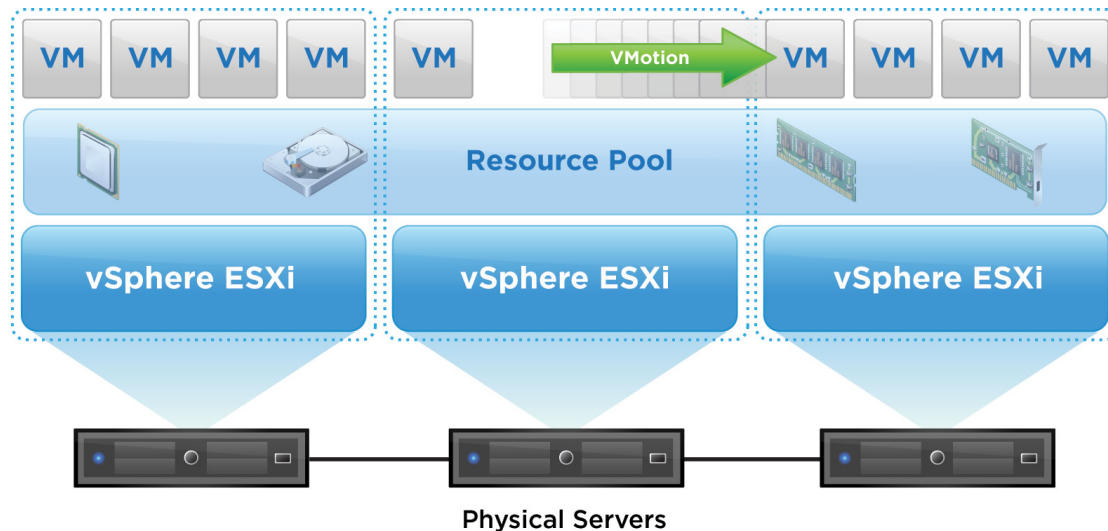 VM VM VM VM VM VMotion VM VM VM VM
Resource Pool
vSphere ESXi vSphere ESXi vSphere ESXi
Physical Servers